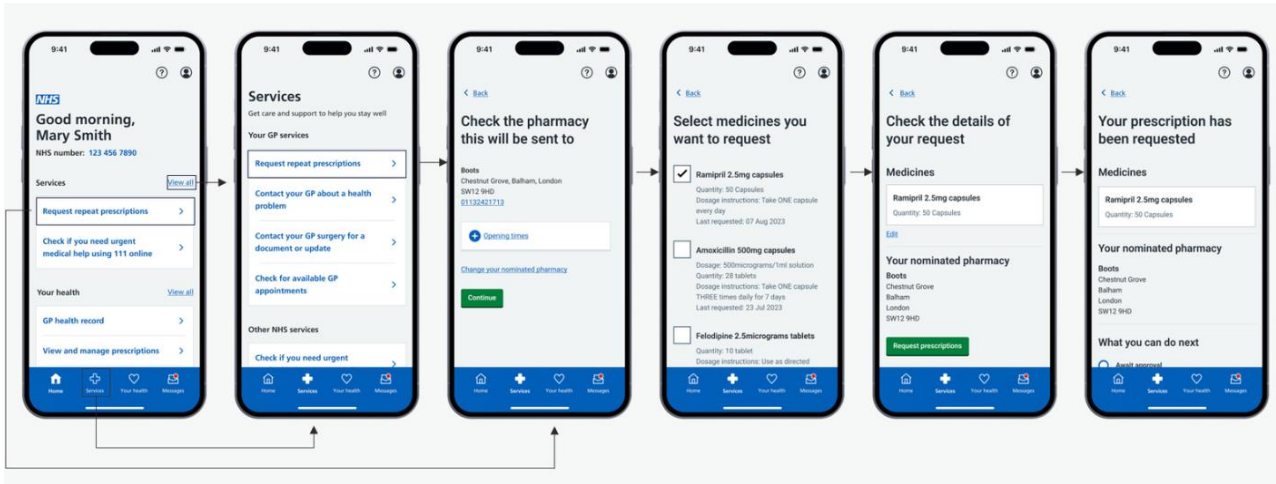 9:41
NHS
Good morning,
Mary Smith
NHS number: 123 456 7890
Services View all
Request repeat prescriptions
Check if you need urgent
medical help using 111 online
Your health View all
GP health record
View and manage prescriptions
Home Services Your health Messages
9:41
Services
Get care and support to help you stay well
Your GP services
Request repeat prescriptions
Contact your GP about a health
problem
Contact your GP surgery for a
document or update
Check for available GP
appointments
Other NHS services
Check if you need urgent
Home Services Your health Messages
9:41
Back
Check the pharmacy
this will be sent to
Boots
Chestnut Grove, Balham, London
SW12 9HD
01132421713
Opening times
Change your nominated pharmacy
Continue
Home Services Your health Messages
9:41
Back
Select medicines you
want to request
Ramipril 2.5mg capsules
Quantity: 50 Capsules
Dosage instructions: Take ONE capsule
every day
Last requested: 07 Aug 2023
Amoxicillin 500mg capsules
Dosage: 500micrograms/1ml solution
Quantity: 28 tablets
Dosage instructions: Take ONE capsule
THREE times daily for 7 days
Last requested: 23 Jul 2023
Felodipine 2.5micrograms tablets
Quantity: 10 tablet
Dosage instructions: Use as directed
Home Services Your health Messages
9:41
Back
Check the details of
your request
Medicines
Ramipril 2.5mg capsules
Quantity: 50 Capsules
Edit
Your nominated pharmacy
Boots
Chestnut Grove
Balham
London
SW12 9HD
Request prescriptions
Home Services Your health Messages
9:41
Back
Your prescription has
been requested
Medicines
Ramipril 2.5mg capsules
Quantity: 50 Capsules
Your nominated pharmacy
Boots
Chestnut Grove
Balham
London
SW12 9HD
What you can do next
Await approval
Home Services Your health Messages